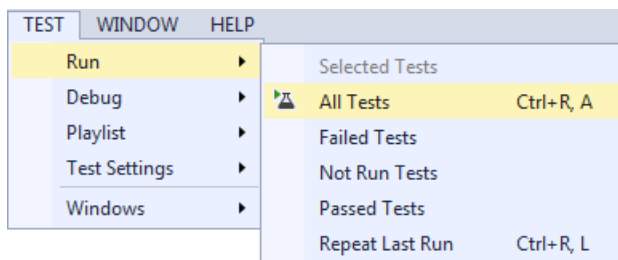 TEST WINDOW HELP
Run
Debug
Playlist
Test Settings
Windows
Selected Tests
All Tests Ctrl+R, A
Failed Tests
Not Run Tests
Passed Tests
Repeat Last Run Ctrl+R, L